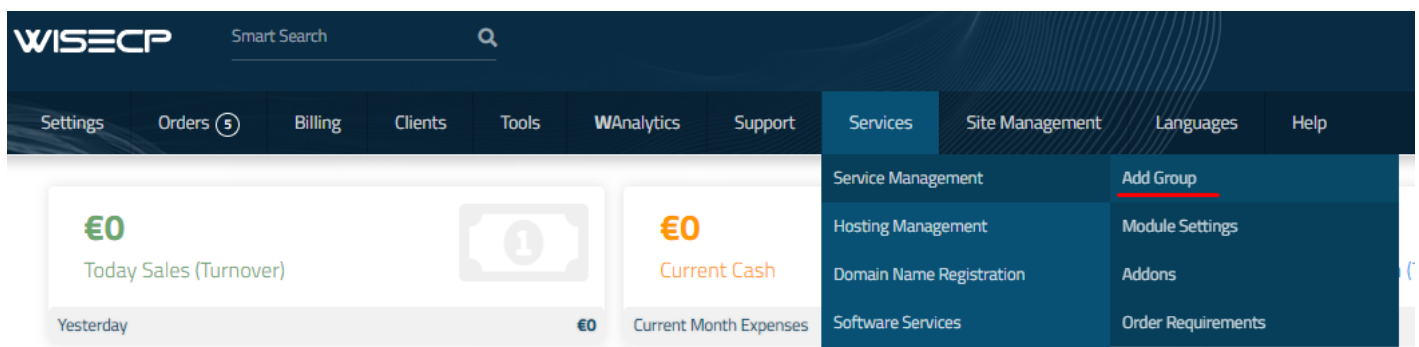 WISECP
Smart Search
Settings Orders 5 Billing Clients Tools WAnalytics Support Services Site Management Languages Help
Service Management Add Group
€0 €0 Hosting Management Module Settings
Today Sales (Turnover) Current Cash Domain Name Registration Addons (
Yesterday €0 Current Month Expenses Software Services Order Requirements